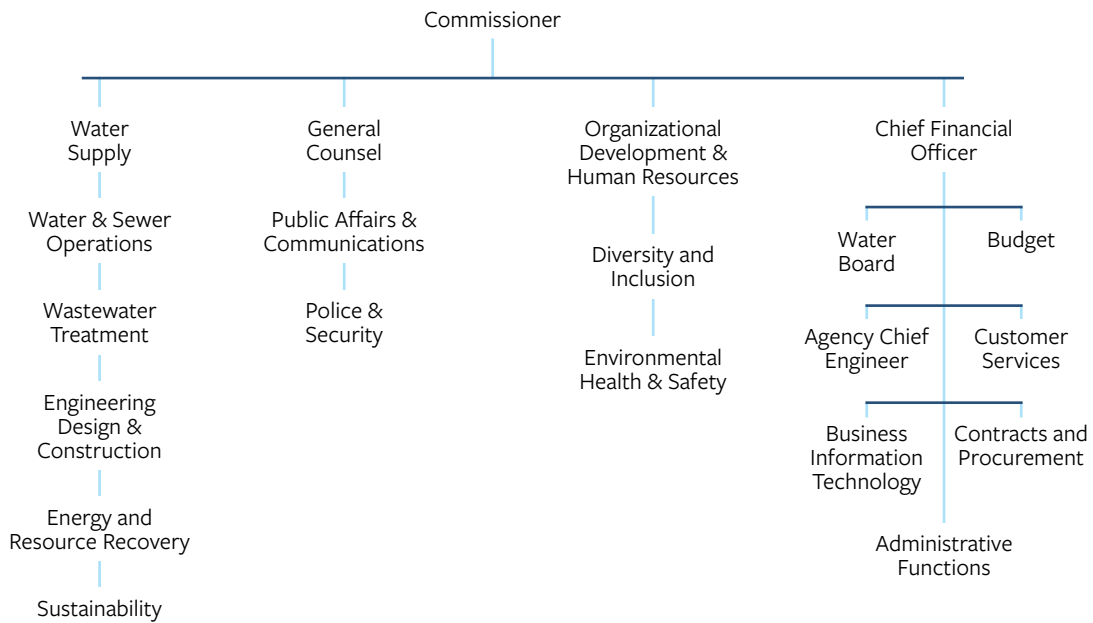 Commissioner
Water
Supply
Water & Sewer
Operations
Wastewater
Treatment
Engineering
Design &
Construction
Energy and
Resource Recovery
Sustainability
General
Counsel
Public Affairs &
Communications
Police &
Security
Organizational
Development &
Human Resources
Diversity and
Inclusion
Environmental
Health & Safety
Chief Financial
Officer
Water
Board
Budget
Agency Chief
Engineer
Customer
Services
Business
Information
Technology
Contracts and
Procurement
Administrative
Functions